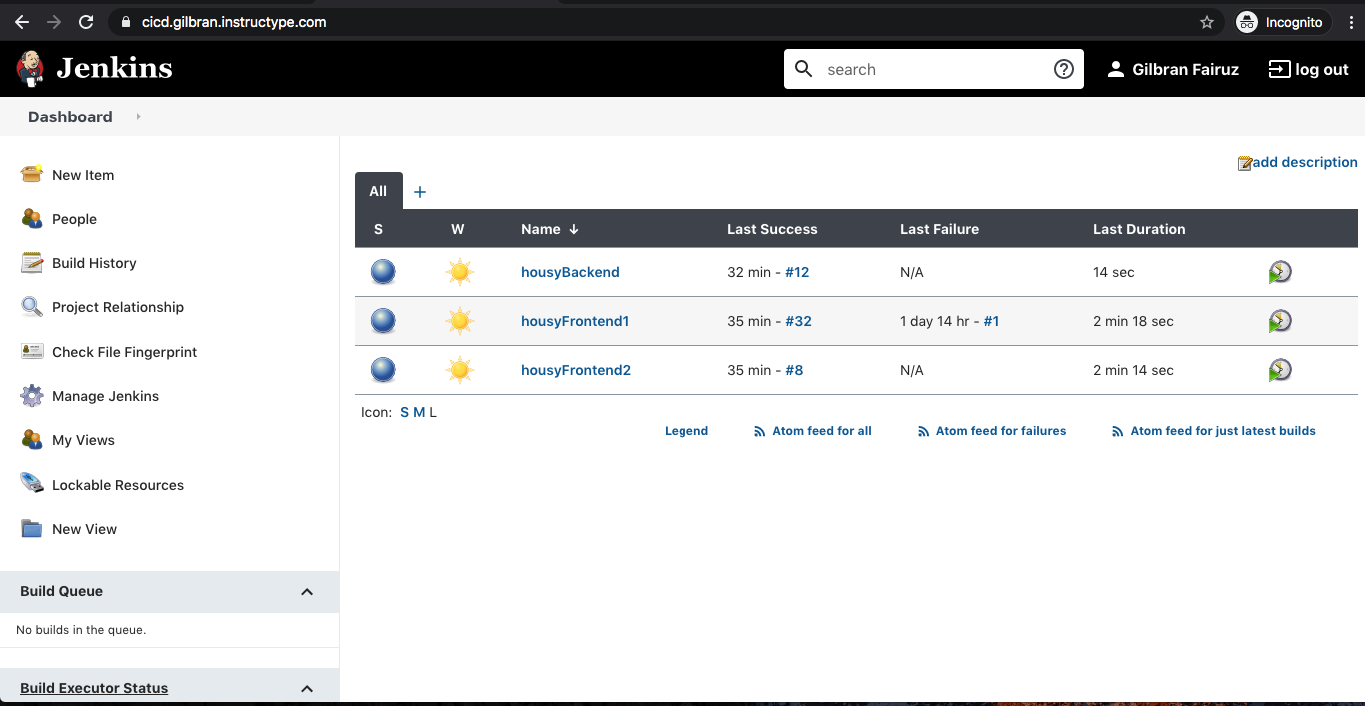 cicd.gilbran.instructype.com
Incognito
Jenkins
search
Gilbran Fairuz
log out
Dashboard
add description
New Item
People
Build History
Project Relationship
Check File Fingerprint
Manage Jenkins
My Views
Lockable Resources
New View
Build Queue
No builds in the queue.
Build Executor Status
All +
S W Name ↓ Last Success Last Failure Last Duration
housyBackend 32 min - #12 N/A 14 sec
housyFrontend1 35 min - #32 1 day 14 hr - #1 2 min 18 sec
housyFrontend2 35 min - #8 N/A 2 min 14 sec
Icon: S M L
Legend Atom feed for all Atom feed for failures Atom feed for just latest builds